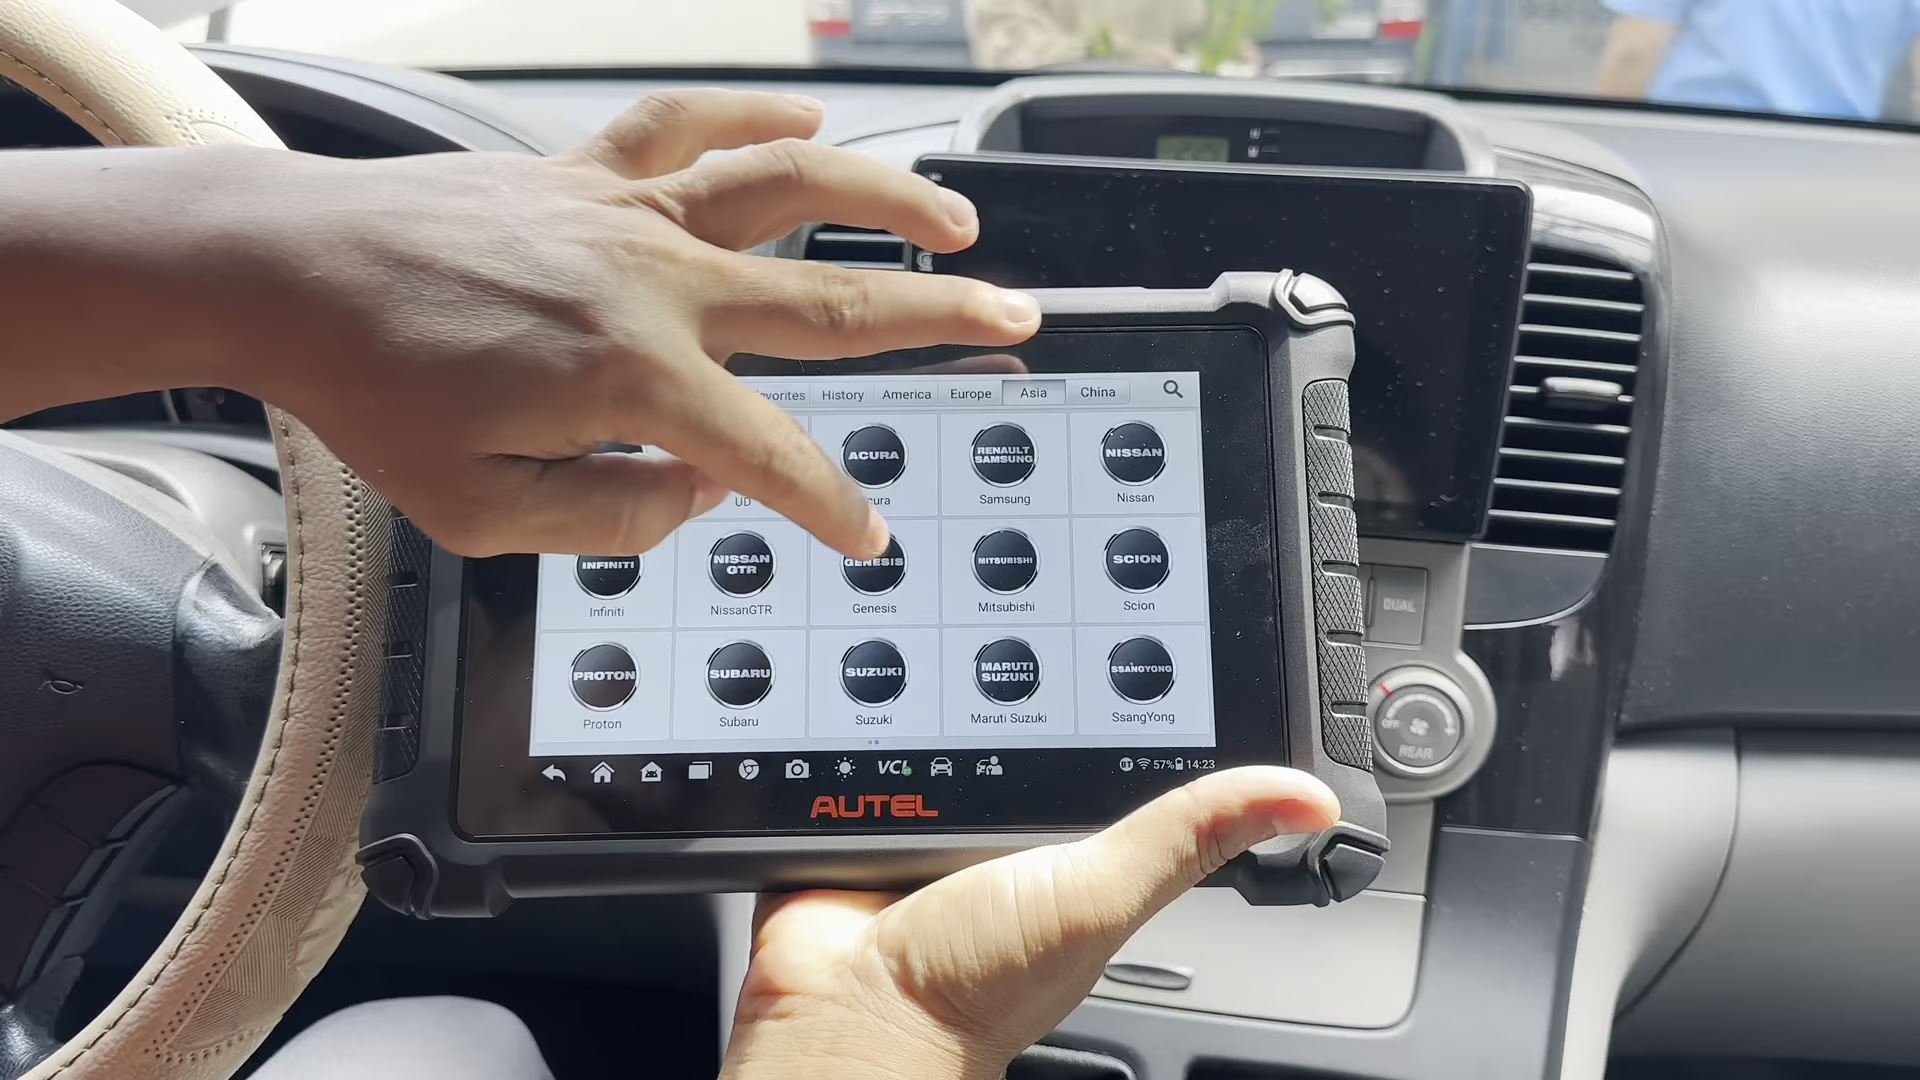 History America Europe Asia China
ACURA
RENAULT
SAMSUNG
NISSAN
UD
Samsung
Nissan
INFINITI
NISSAN
GTR
GENESIS
MITSUBISHI
SCION
Infiniti
NissanGTR
Genesis
Mitsubishi
Scion
PROTON
SUBARU
SUZUKI
MARUTI
SUZUKI
SSANGYONG
Proton
Subaru
Suzuki
Maruti Suzuki
SsangYong
VCI
BT 57% 14:23
AUTEL
DUAL
OFF
REAR